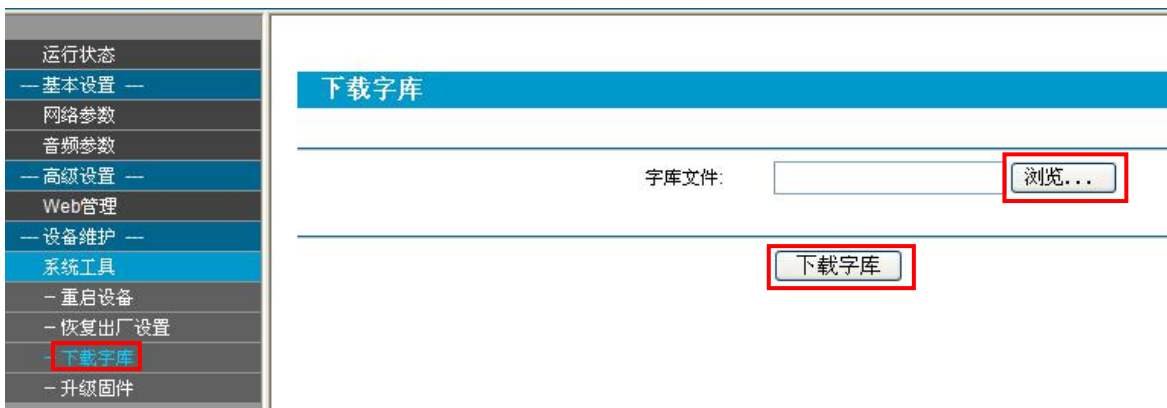 运行状态
--- 基本设置 ---
网络参数
音频参数
--- 高级设置 ---
Web管理
--- 设备维护 ---
系统工具
- 重启设备
- 恢复出厂设置
- 下载字库
- 升级固件
下载字库
字库文件:
浏览...
下载字库